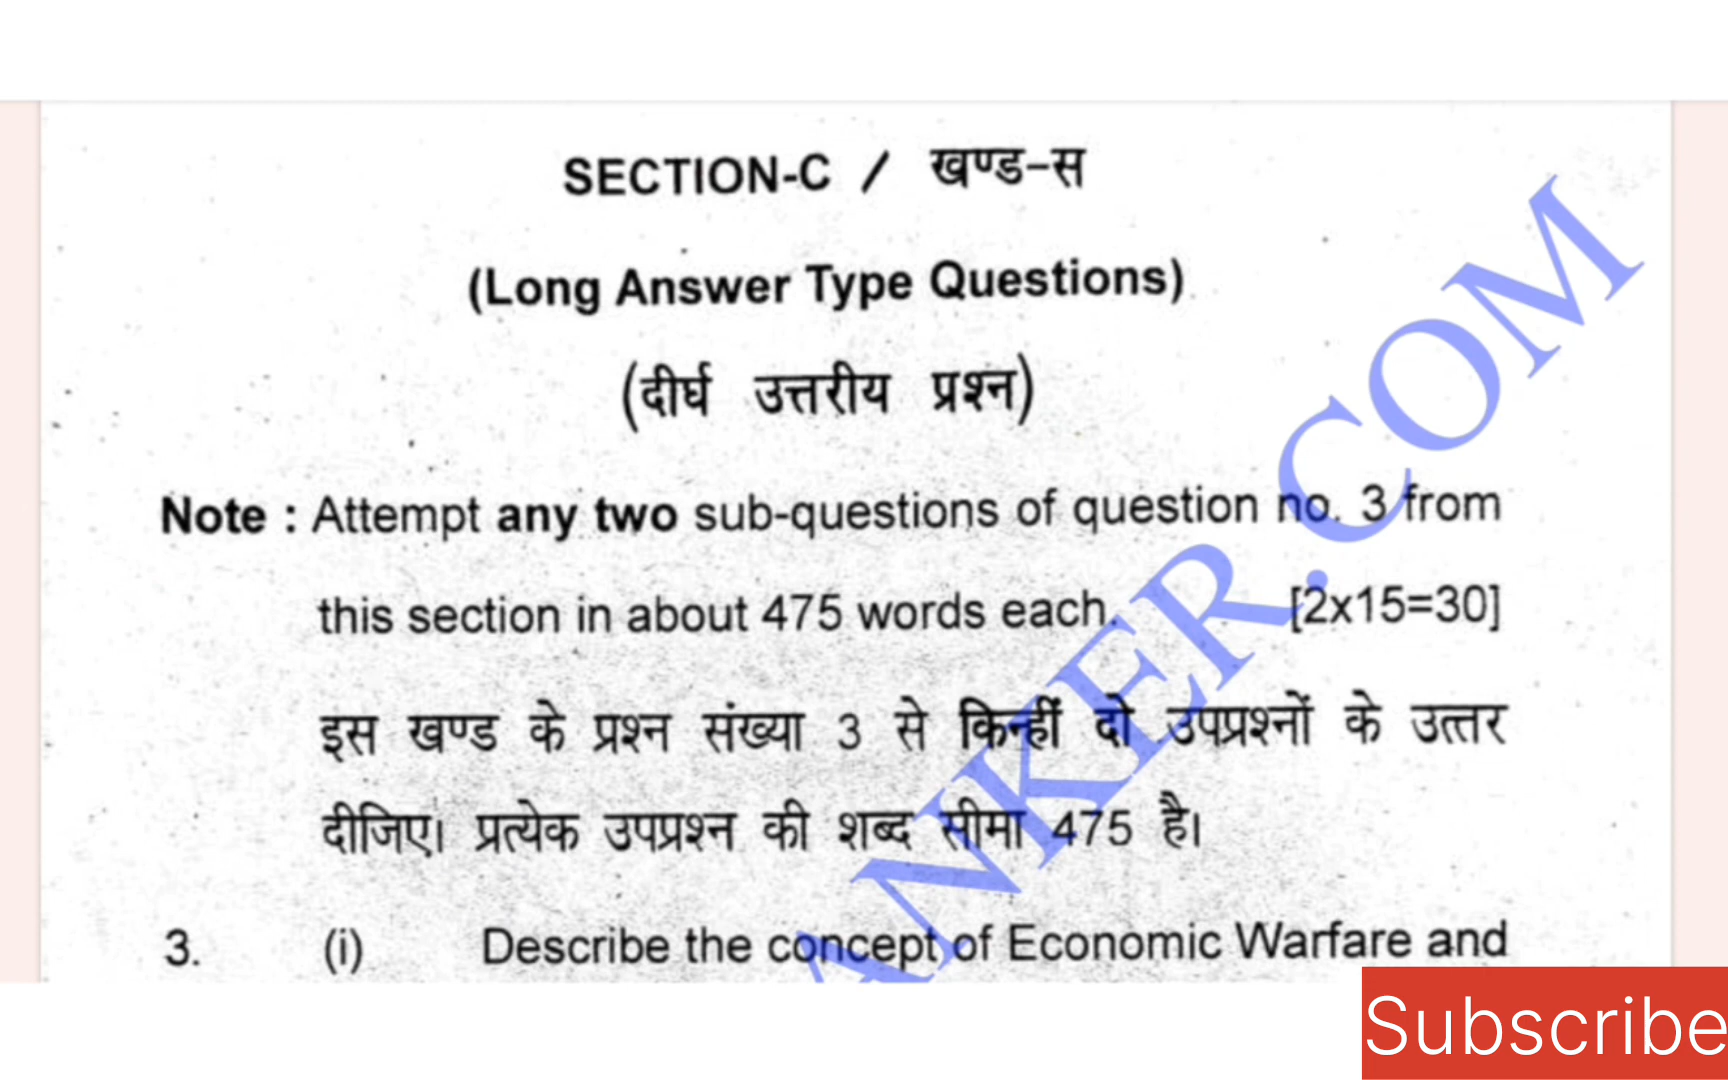 SECTION-C / खण्ड-स
(Long Answer Type Questions)
(दीर्घ उत्तरीय प्रश्न)
Note : Attempt any two sub-questions of question no. 3 from
this section in about 475 words each. [2x15=30]
इस खण्ड के प्रश्न संख्या 3 से किन्हीं दो उपप्रश्नों के उत्तर
दीजिए। प्रत्येक उपप्रश्न की शब्द सीमा 475 है।
3. (i) Describe the concept of Economic Warfare and
ANKER.COM
Subscribe